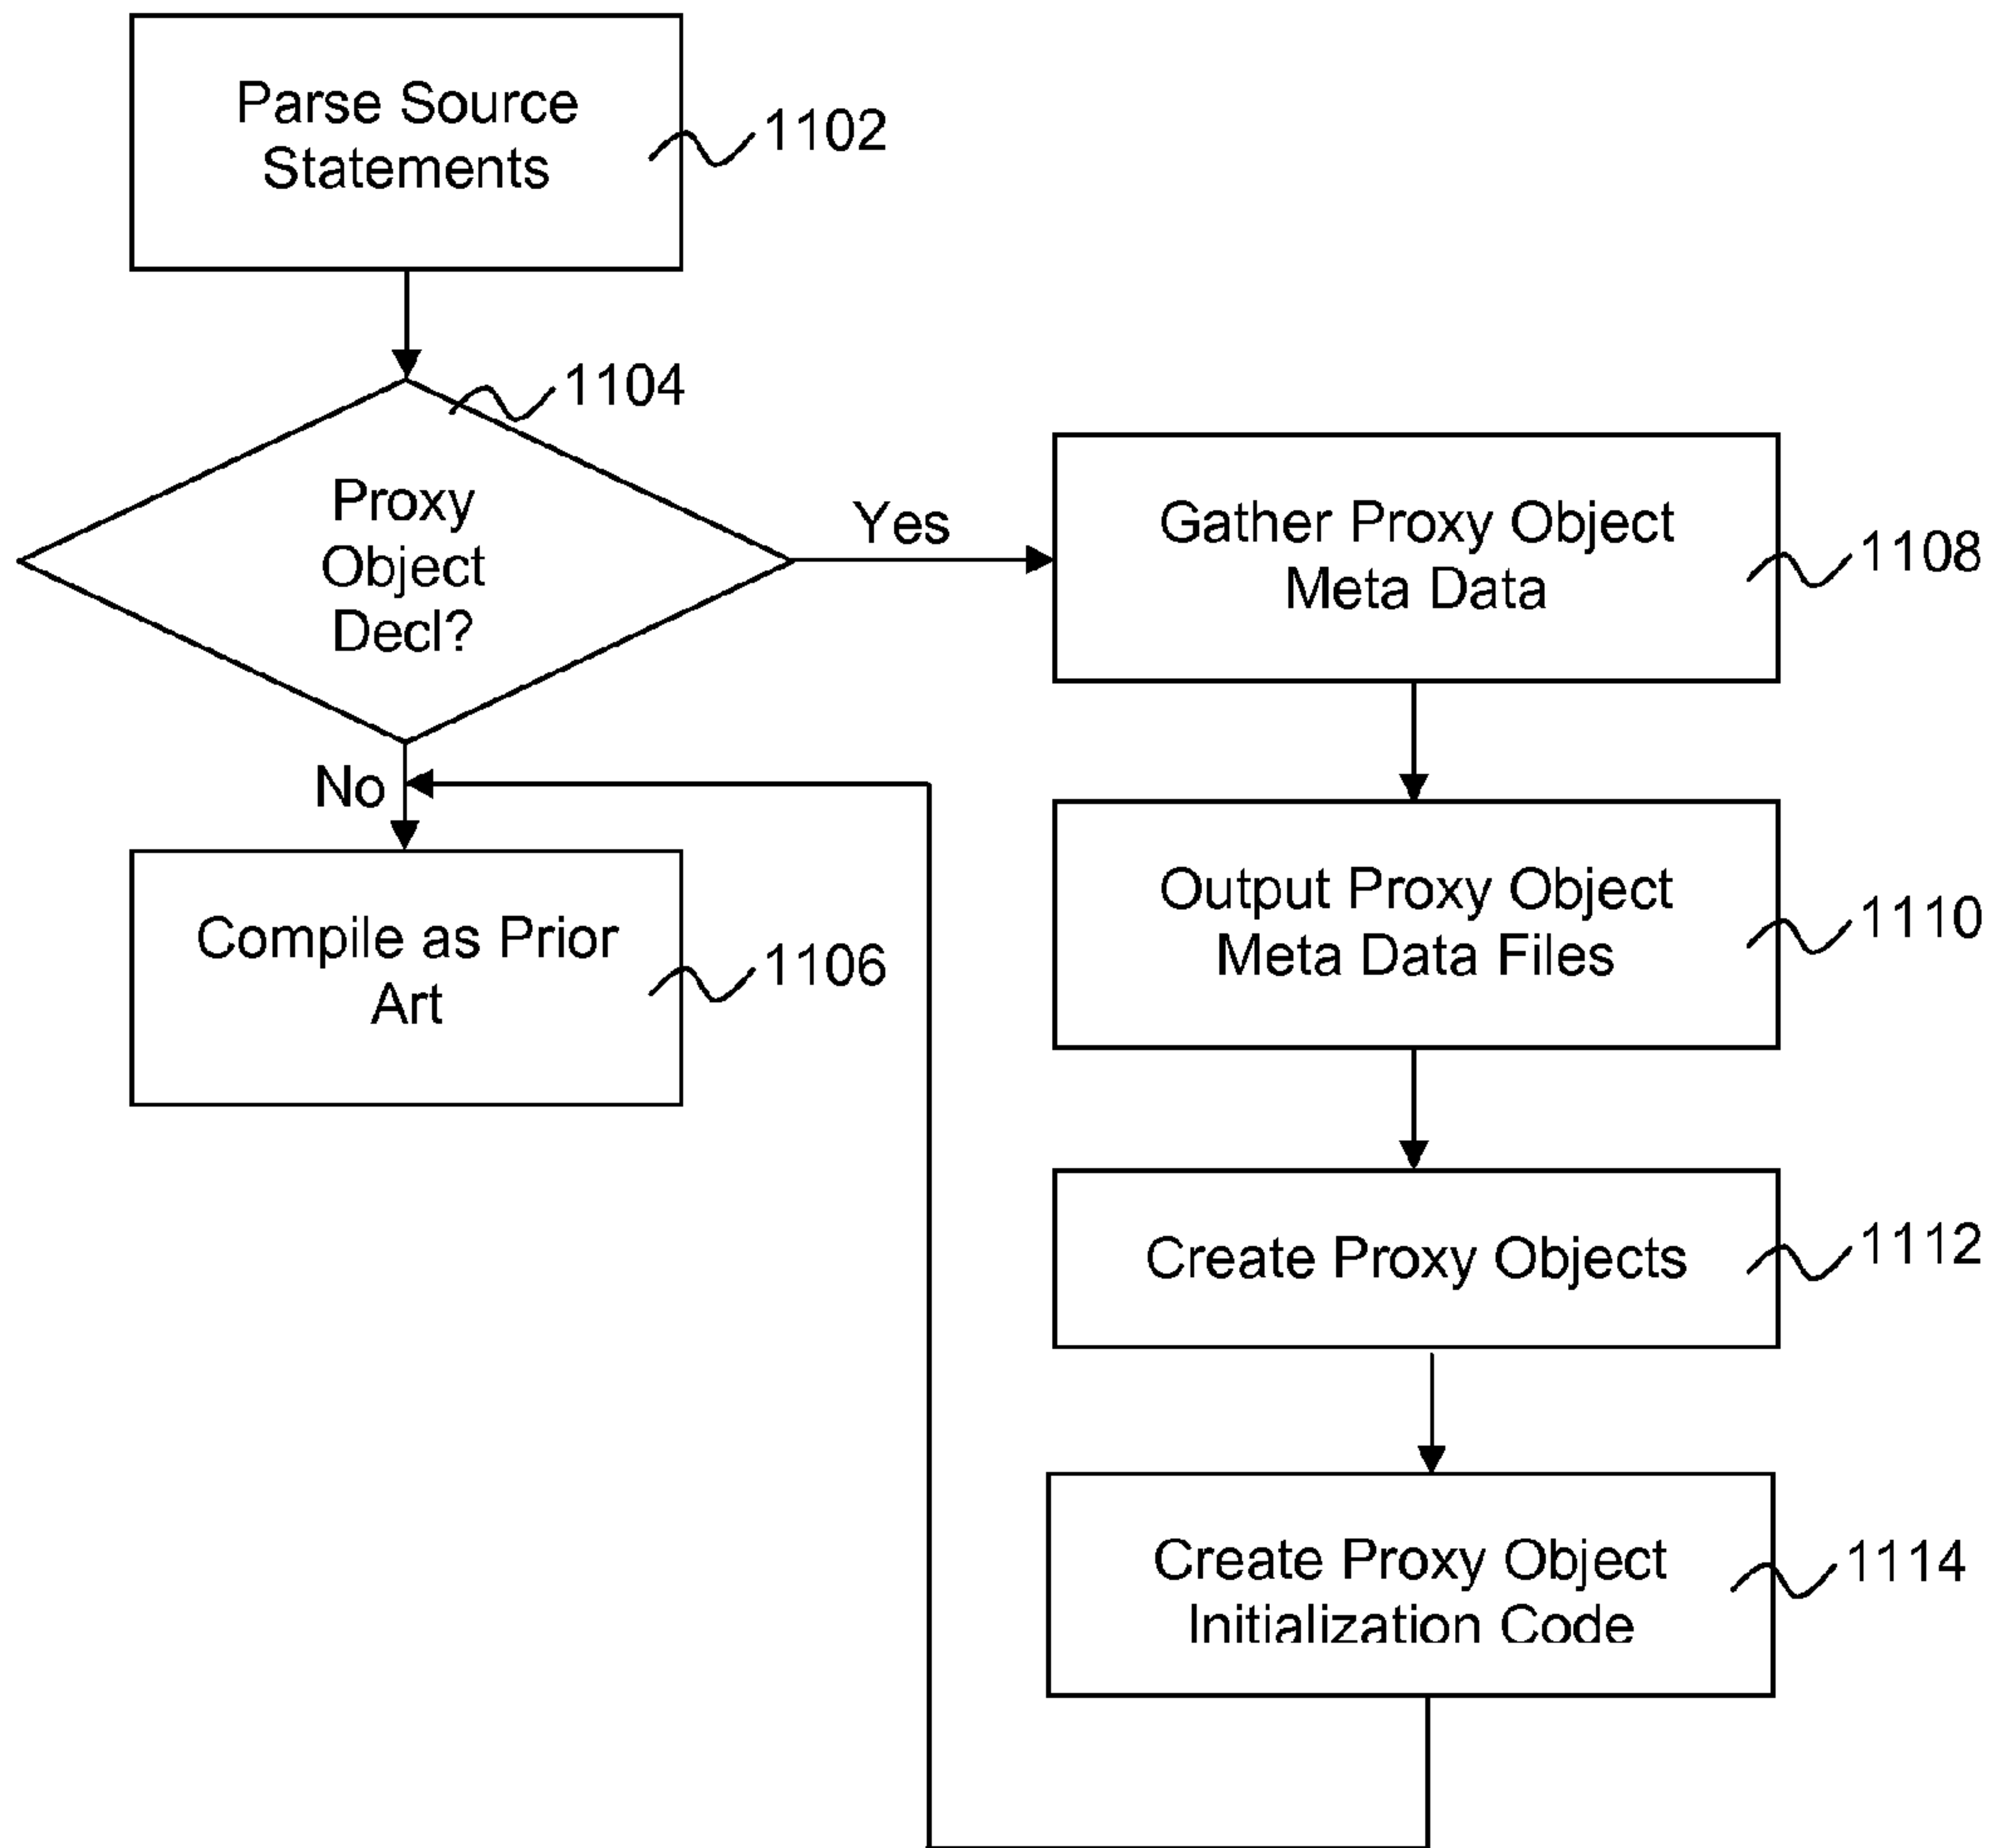 Parse Source
Statements
1102
1104
Proxy
Object
Decl?
Yes
No
Compile as Prior
Art
1106
Gather Proxy Object
Meta Data
1108
Output Proxy Object
Meta Data Files
1110
Create Proxy Objects
1112
Create Proxy Object
Initialization Code
1114